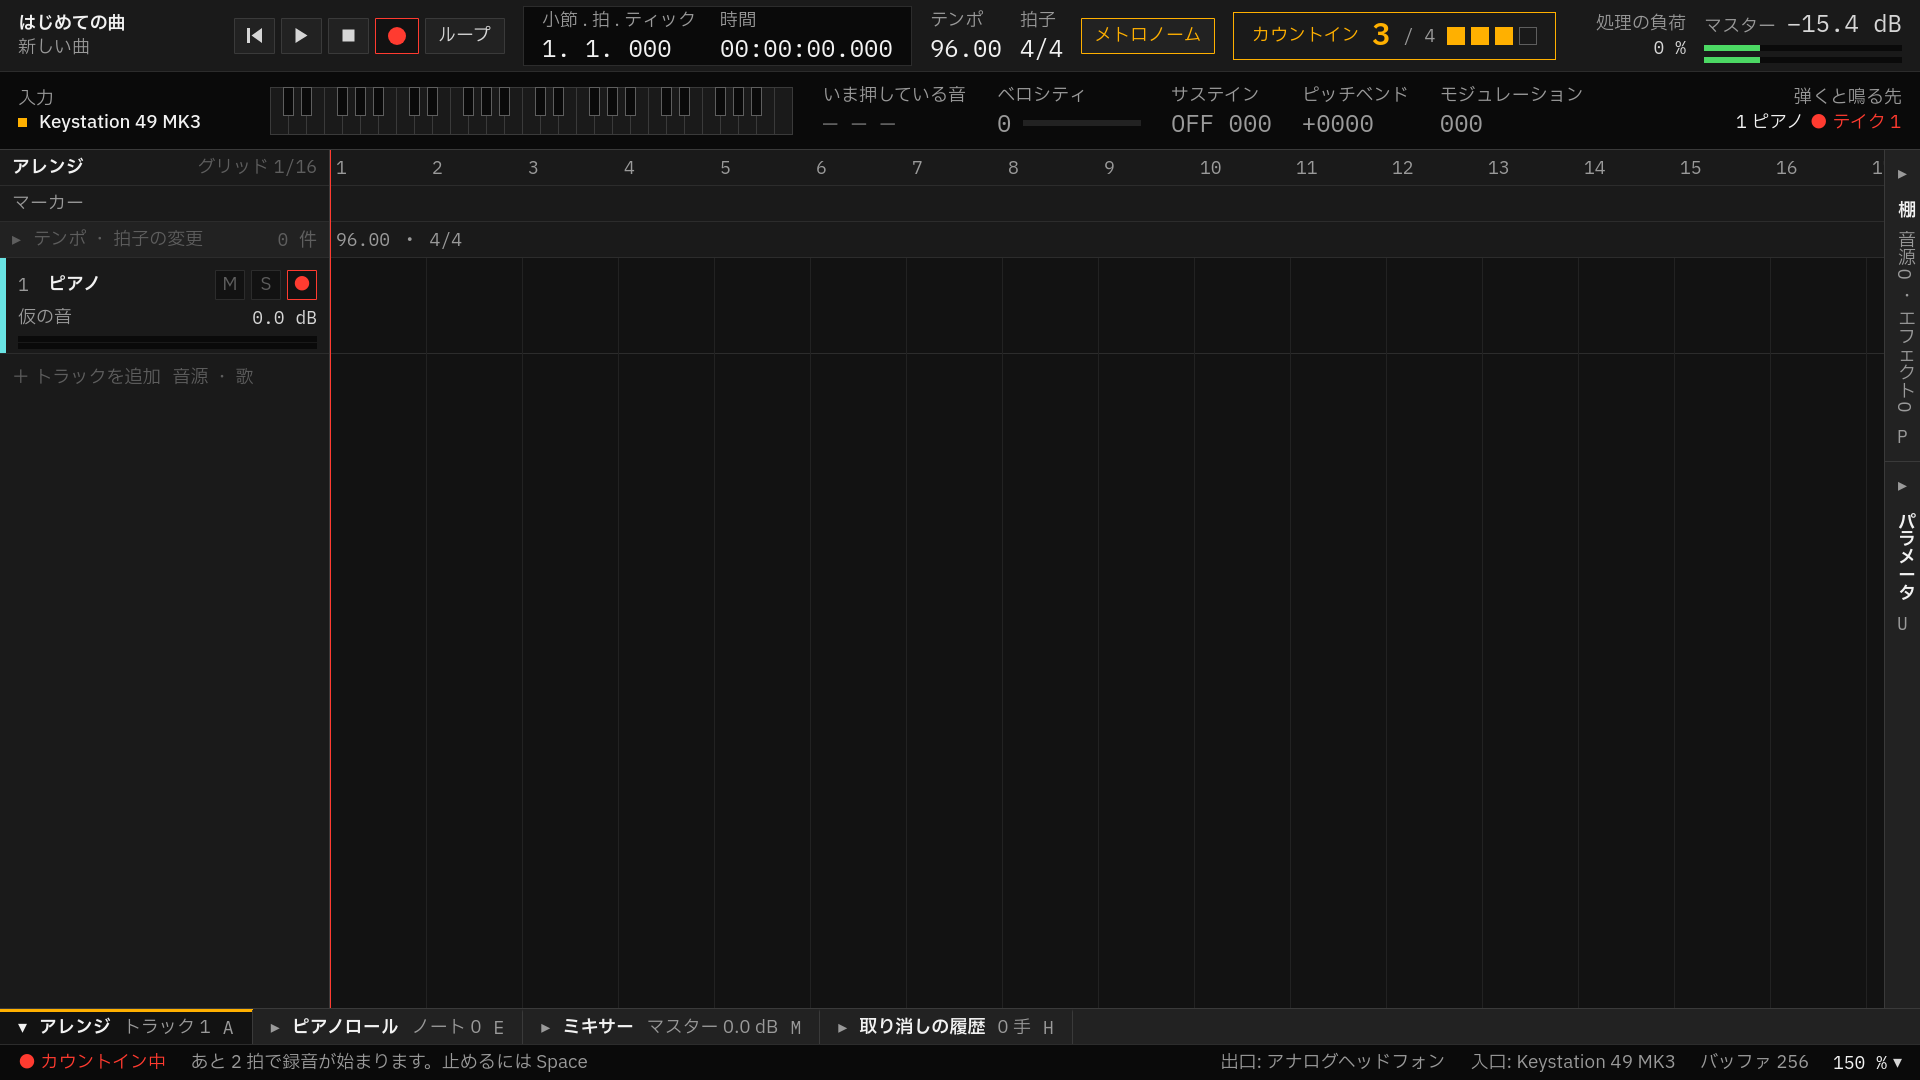 はじめての曲
新しい曲
ループ
小節 . 拍 . ティック 時間
1. 1. 000 00:00:00.000
テンポ 拍子
96.00 4/4
メトロノーム
カウントイン 3 / 4
処理の負荷
0 %
マスター −15.4 dB
入力
Keystation 49 MK3
いま押している音 ベロシティ サステイン ピッチベンド モジュレーション
— — — 0 OFF 000 +0000 000
弾くと鳴る先
1 ピアノ テイク 1
アレンジ グリッド 1/16
1 2 3 4 5 6 7 8 9 10 11 12 13 14 15 16 1
マーカー
テンポ · 拍子の変更 0 件
96.00 · 4/4
1 ピアノ M S
仮の音 0.0 dB
＋ トラックを追加 音源 · 歌
棚 音源 0 · エフェクト 0 P
パラメータ U
アレンジ トラック 1 A
ピアノロール ノート 0 E
ミキサー マスター 0.0 dB M
取り消しの履歴 0 手 H
カウントイン中 あと 2 拍で録音が始まります。止めるには Space
出口: アナログヘッドフォン 入口: Keystation 49 MK3 バッファ 256 150 % ▾